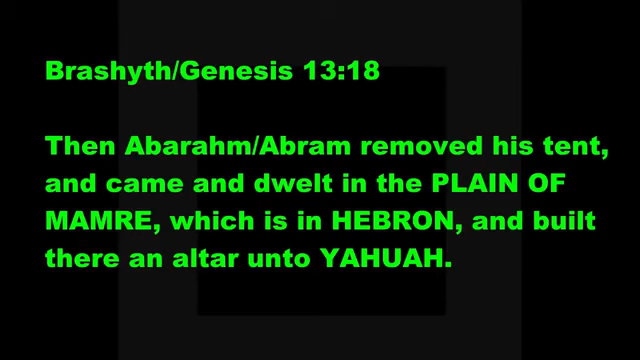 Brashyth/Genesis 13:18
Then Abarahm/Abram removed his tent,
and came and dwelt in the PLAIN OF
MAMRE, which is in HEBRON, and built
there an altar unto YAHUAH.